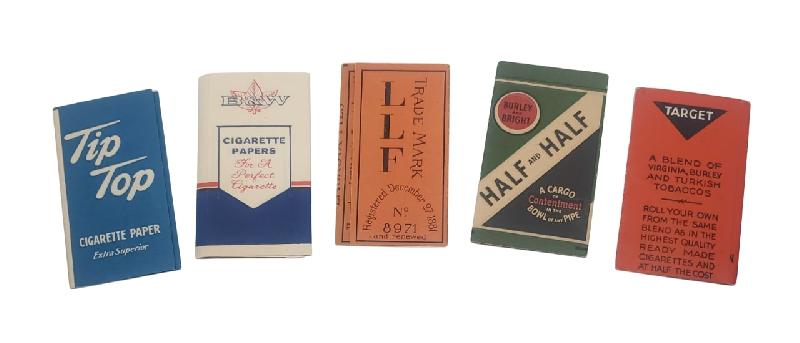 Tip
Top
CIGARETTE PAPER
Extra Superior
B&W
CIGARETTE
PAPERS
For A
Perfect
Cigarette
TRADE MARK
LLF
Registered December 9th 1881
No
8971
and renewed
BURLEY
AND
BRIGHT
HALF AND HALF
A CARGO
OF
Contentment
IN THE
BOWL OF ANY PIPE
TARGET
A BLEND OF
VIRGINIA, BURLEY
AND TURKISH
TOBACCOS
ROLL YOUR OWN
FROM THE SAME
BLEND AS IN THE
HIGHEST QUALITY
READY MADE
CIGARETTES AND
AT HALF THE COST